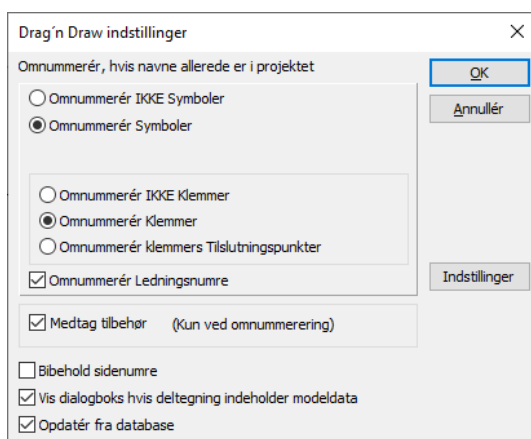 Drag´n Draw indstillinger
Omnummerér, hvis navne allerede er i projektet
OK
Omnummerér IKKE Symboler
Annullér
Omnummerér Symboler
Omnummerér IKKE Klemmer
Omnummerér Klemmer
Omnummerér klemmers Tilslutningspunkter
Omnummerér Ledningsnumre
Indstillinger
Medtag tilbehør (Kun ved omnummerering)
Bibehold sidenumre
Vis dialogboks hvis deltegning indeholder modeldata
Opdatér fra database